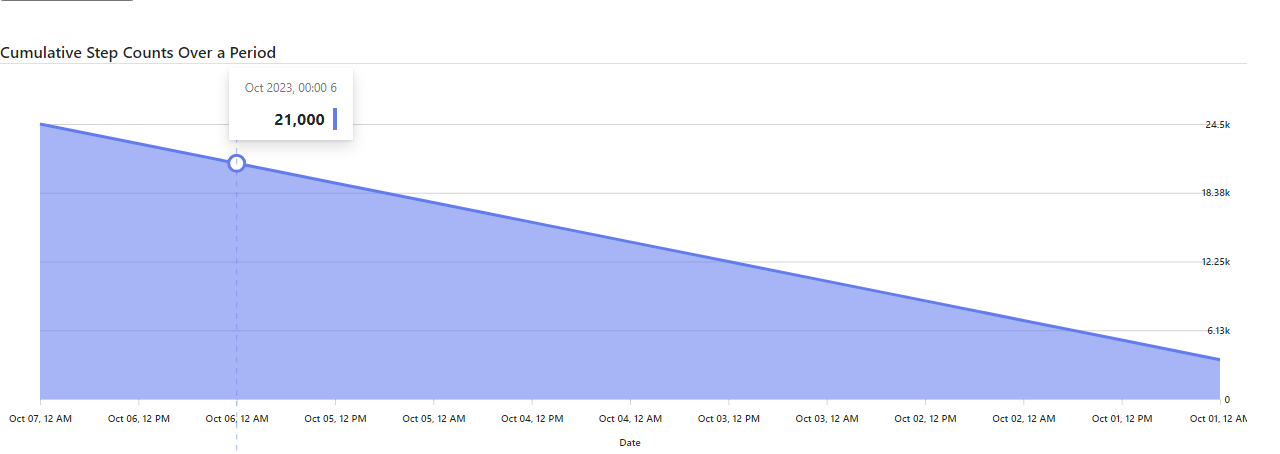 Cumulative Step Counts Over a Period
Oct 2023, 00:00 6
21,000
24.5k
18.38k
12.25k
6.13k
0
Oct 07, 12 AM Oct 06, 12 PM Oct 06, 12 AM Oct 05, 12 PM Oct 05, 12 AM Oct 04, 12 PM Oct 04, 12 AM Oct 03, 12 PM Oct 03, 12 AM Oct 02, 12 PM Oct 02, 12 AM Oct 01, 12 PM Oct 01, 12 AM
Date